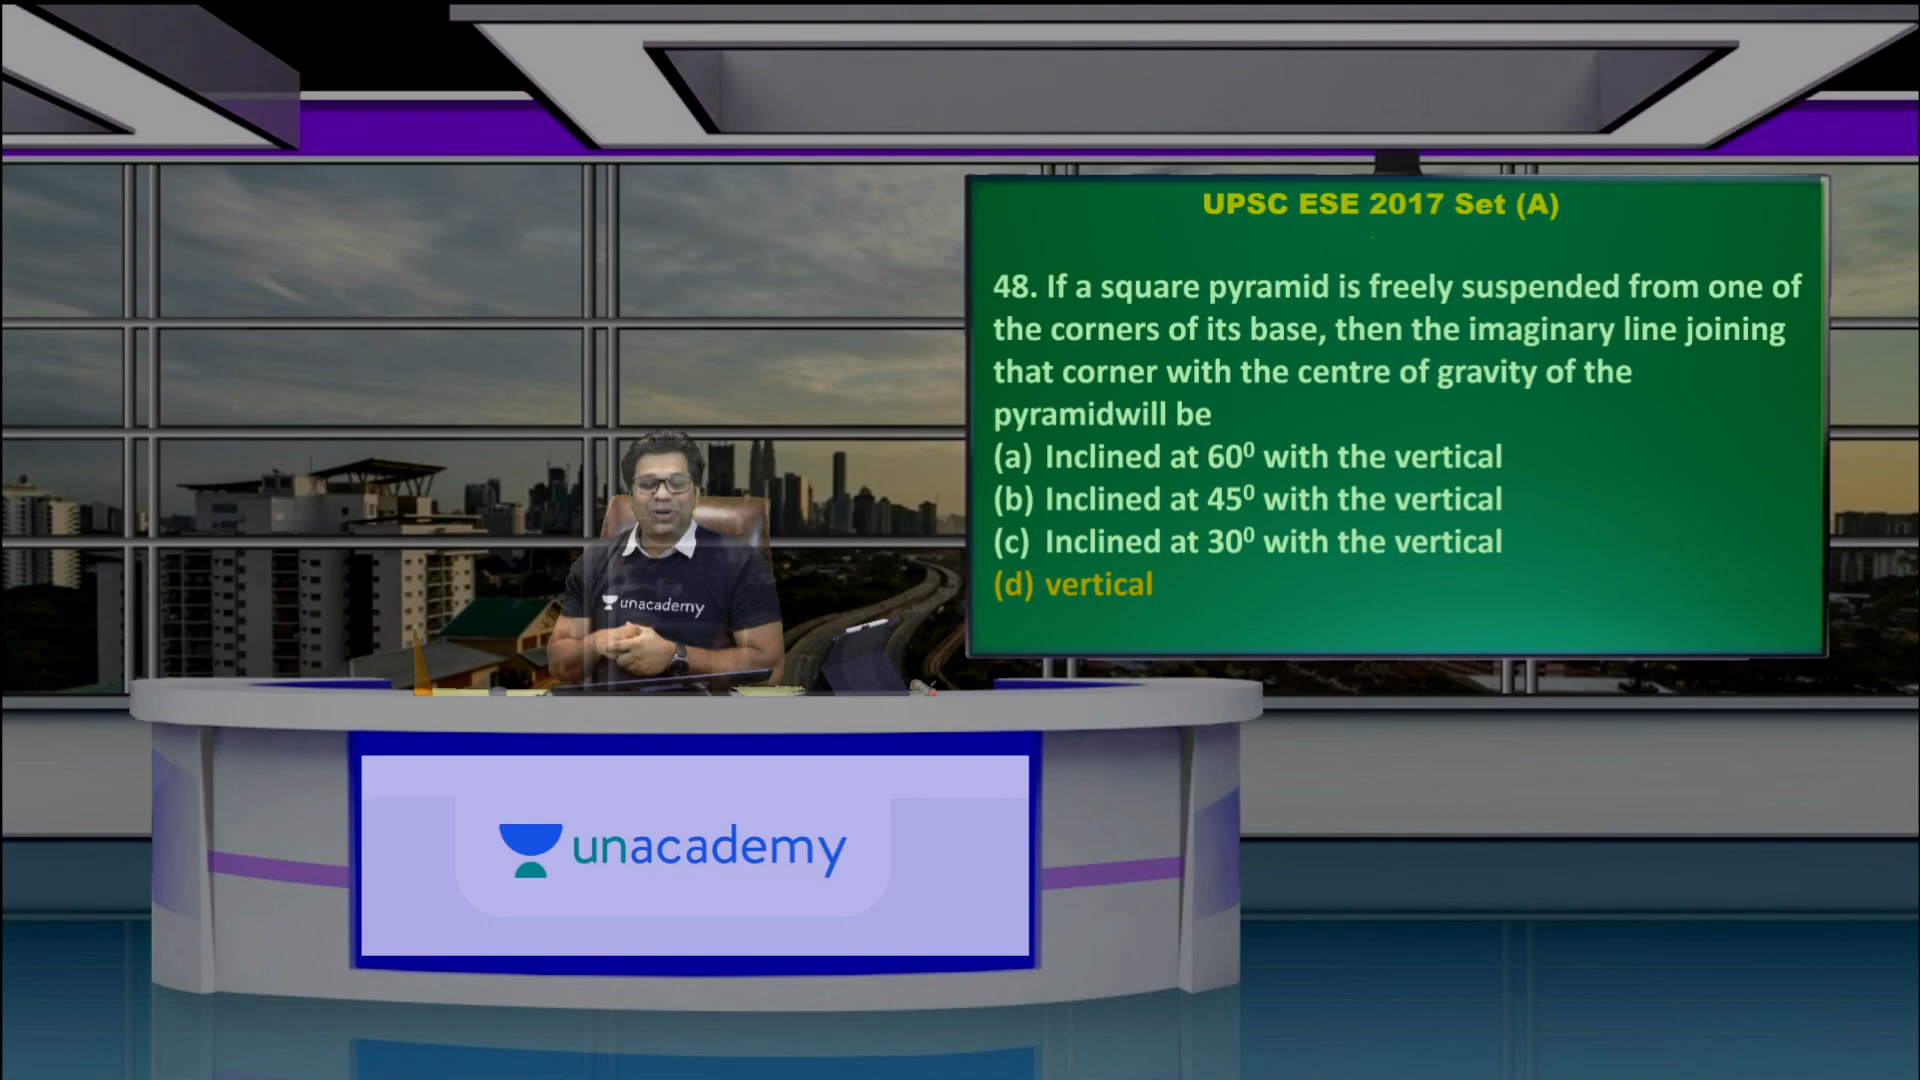 UPSC ESE 2017 Set (A)
48. If a square pyramid is freely suspended from one of
the corners of its base, then the imaginary line joining
that corner with the centre of gravity of the
pyramidwill be
(a) Inclined at 60⁰ with the vertical
(b) Inclined at 45⁰ with the vertical
(c) Inclined at 30⁰ with the vertical
(d) vertical
unacademy
unacademy